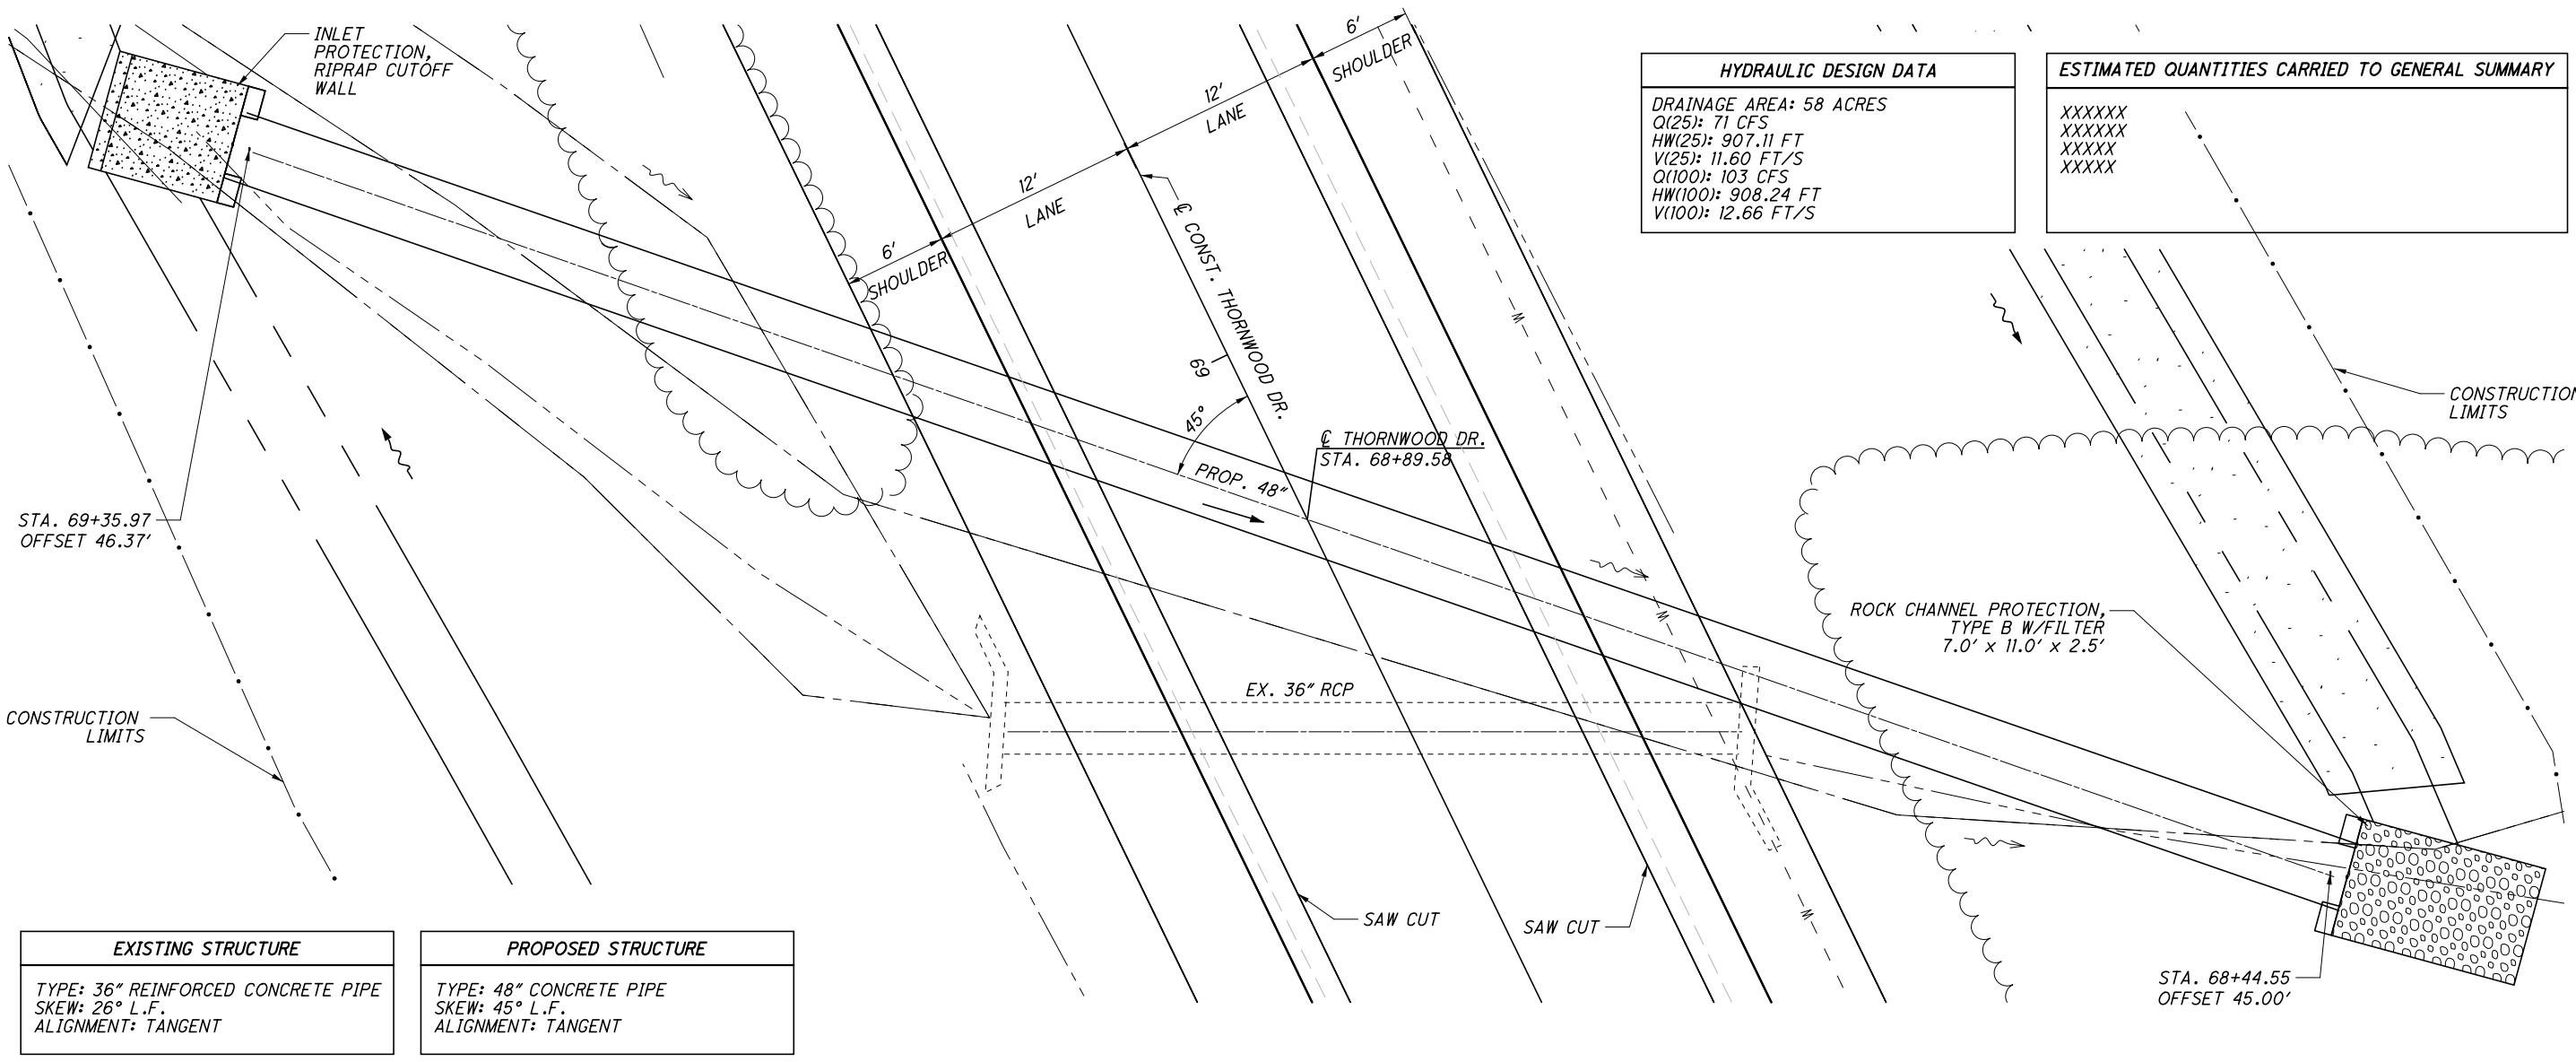 INLET
PROTECTION,
RIPRAP CUTOFF
WALL
6'
SHOULDER
12'
LANE
12'
LANE
6'
SHOULDER
℄ CONST. THORNWOOD DR.
69
45°
℄ THORNWOOD DR.
STA. 68+89.58
PROP. 48"
W
W
W
EX. 36" RCP
HYDRAULIC DESIGN DATA
DRAINAGE AREA: 58 ACRES
Q(25): 71 CFS
HW(25): 907.11 FT
V(25): 11.60 FT/S
Q(100): 103 CFS
HW(100): 908.24 FT
V(100): 12.66 FT/S
ESTIMATED QUANTITIES CARRIED TO GENERAL SUMMARY
XXXXXX
XXXXXX
XXXXX
XXXXX
CONSTRUCTION
LIMITS
STA. 69+35.97
OFFSET 46.37'
ROCK CHANNEL PROTECTION,
TYPE B W/FILTER
7.0' x 11.0' x 2.5'
CONSTRUCTION
LIMITS
SAW CUT
SAW CUT
STA. 68+44.55
OFFSET 45.00'
EXISTING STRUCTURE
TYPE: 36" REINFORCED CONCRETE PIPE
SKEW: 26° L.F.
ALIGNMENT: TANGENT
PROPOSED STRUCTURE
TYPE: 48" CONCRETE PIPE
SKEW: 45° L.F.
ALIGNMENT: TANGENT